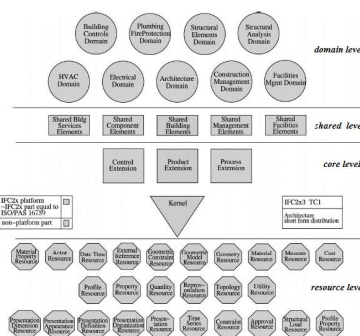 Building
Controls
Domain
Plumbing
FireProtection
Domain
Structural
Elements
Domain
Structural
Analysis
Domain
domain leve
HVAC
Domain
Electrical
Domain
Architecture
Domain
Construction
Management
Domain
Facilities
Mgmt Domain
Shared Bldg
Services
Elements
Shared
Component
Elements
Shared
Building
Elements
Shared
Management
Elements
Shared
Facilities
Elements
shared leve
Control
Extension
Product
Extension
Process
Extension
core level
Kernel
IFC2x platform
–IFC2x part equal to
ISO/PAS 16739
non–platform part
IFC2x3 TC1
Architecture
short form distribution
Material
Property
Resource
Actor
Resource
Date Time
Resource
External
Reference
Resource
Geometric
Constraint
Resource
Geometric
Model
Resource
Geometry
Resource
Material
Resource
Measure
Resource
Cost
Resource
Profile
Resource
Property
Resource
Quantity
Resource
Repres-
entation
Resource
Topology
Resource
Utility
Resource
resource leve
Presentation
Dimension
Resource
Presentation
Appearance
Resource
Presentation
Definition
Resource
Presentation
Organization
Resource
Presen-
tation
Resource
Time
Series
Resource
Constraint
Resource
Approval
Resource
Structural
Load
Resource
Profile
Property
Resource